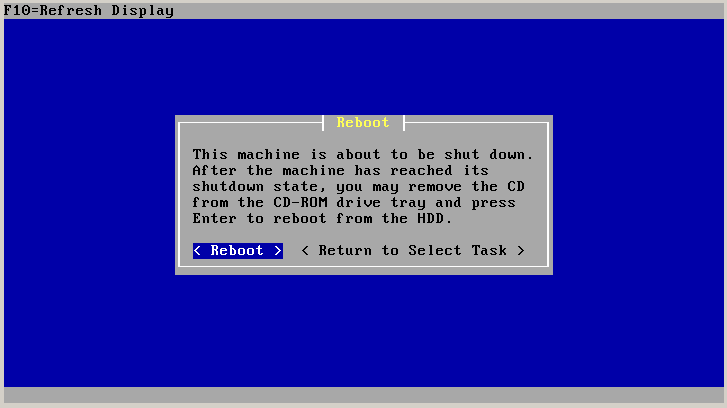 F10=Refresh Display
Reboot
This machine is about to be shut down.
After the machine has reached its
shutdown state, you may remove the CD
from the CD-ROM drive tray and press
Enter to reboot from the HDD.
< Reboot > < Return to Select Task >